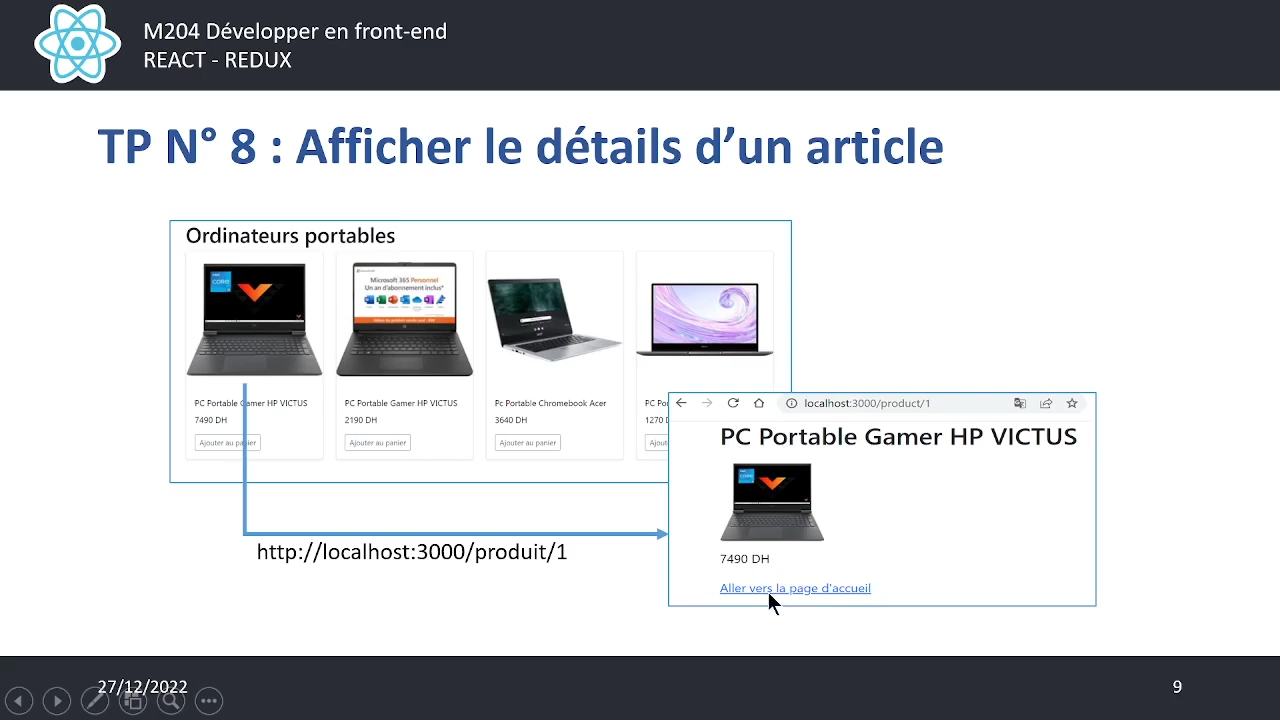 M204 Développer en front-end
REACT - REDUX
TP N° 8 : Afficher le détails d’un article
Ordinateurs portables
Microsoft 365 Personnel
Un an d'abonnement inclus*
PC Portable Gamer HP VICTUS
7490 DH
Ajouter au panier
PC Portable Gamer HP VICTUS
2190 DH
Ajouter au panier
Pc Portable Chromebook Acer
3640 DH
Ajouter au panier
1270
localhost:3000/product/1
PC Portable Gamer HP VICTUS
7490 DH
Aller vers la page d'accueil
http://localhost:3000/produit/1
27/12/2022
9